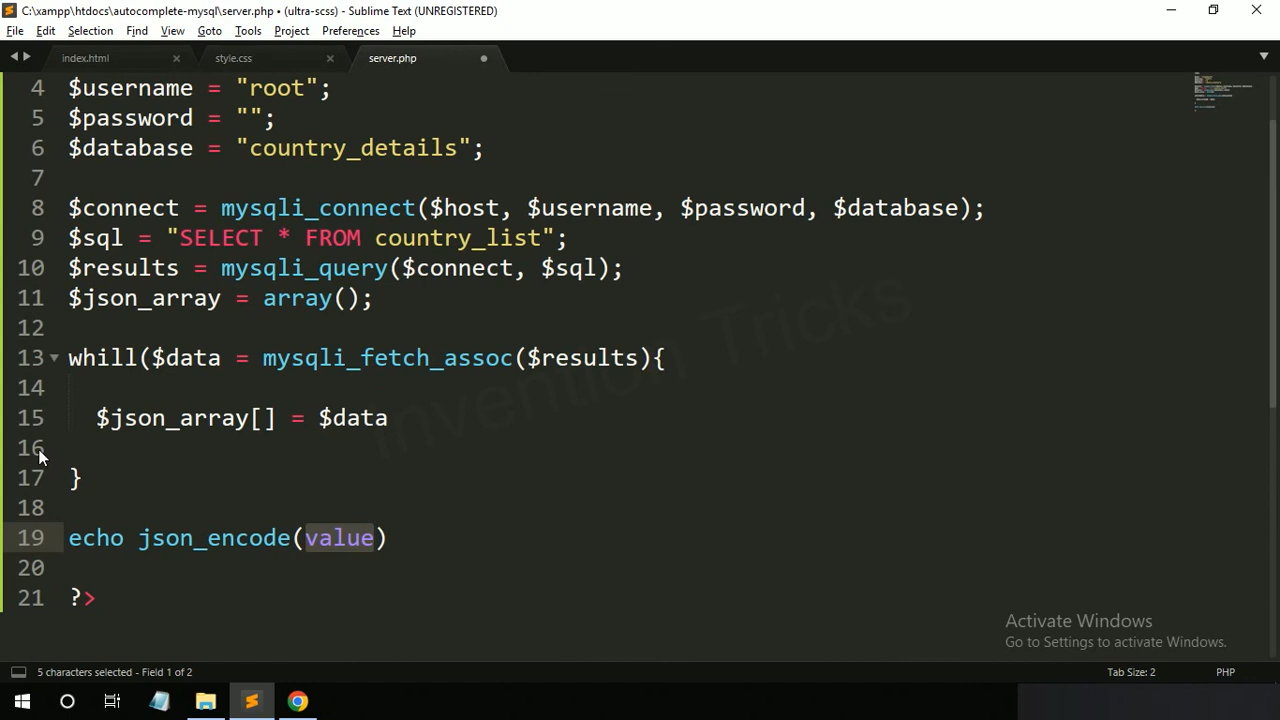 C:\xampp\htdocs\autocomplete-mysql\server.php • (ultra-scss) - Sublime Text (UNREGISTERED)
File Edit Selection Find View Goto Tools Project Preferences Help
index.html style.css server.php
4 $username = "root";
5 $password = "";
6 $database = "country_details";
7
8 $connect = mysqli_connect($host, $username, $password, $database);
9 $sql = "SELECT * FROM country_list";
10 $results = mysqli_query($connect, $sql);
11 $json_array = array();
12
13 whill($data = mysqli_fetch_assoc($results){
14
15 $json_array[] = $data
16
17 }
18
19 echo json_encode(value)
20
21 ?>
Invention Tricks
Activate Windows
Go to Settings to activate Windows.
5 characters selected - Field 1 of 2 Tab Size: 2 PHP